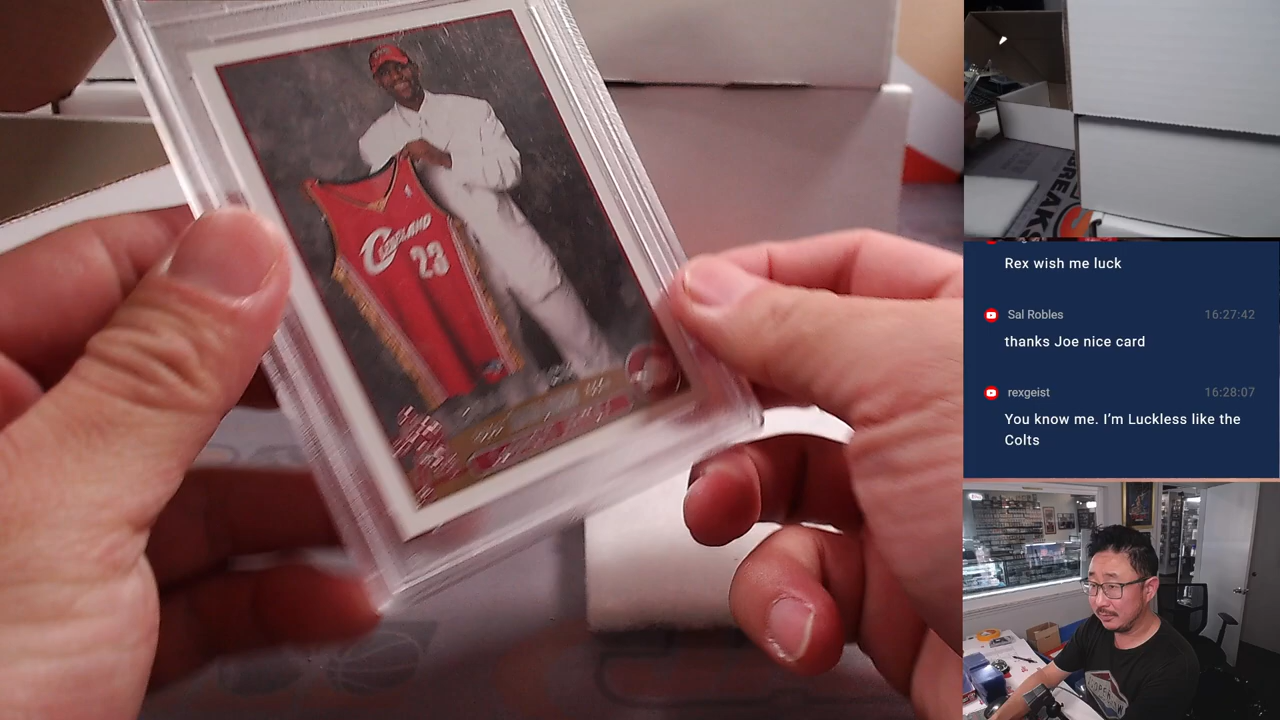 CLEVELAND
23
BREAKS
Rex wish me luck
Sal Robles
16:27:42
thanks Joe nice card
rexgeist
16:28:07
You know me. I'm Luckless like the
Colts